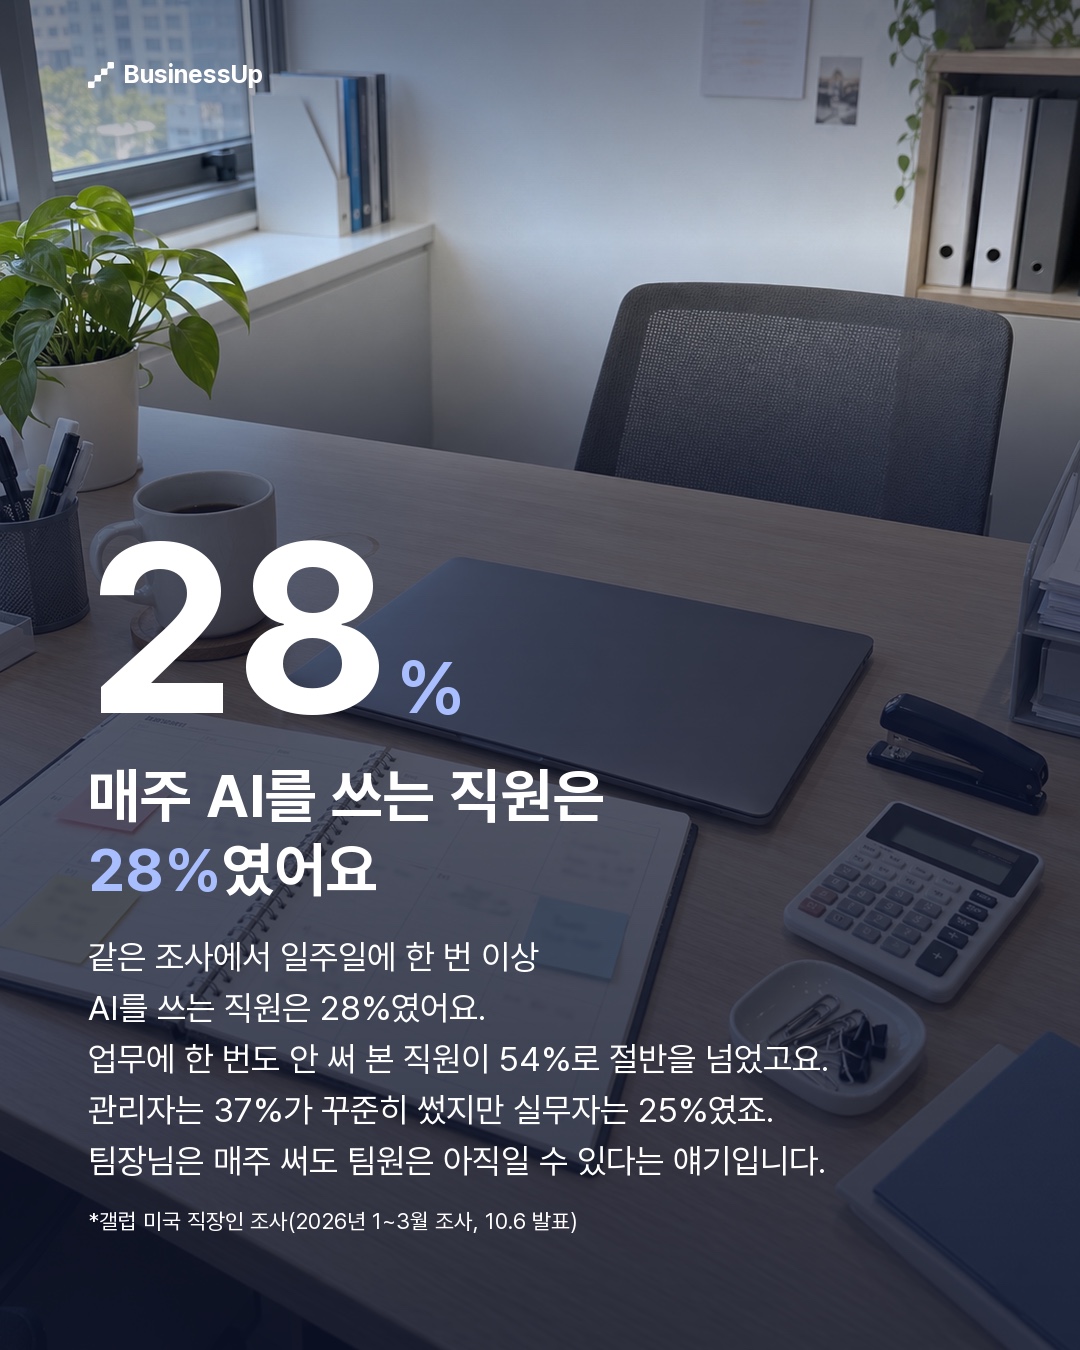 BusinessUp
28%
매주 AI를 쓰는 직원은
28%였어요
같은 조사에서 일주일에 한 번 이상
AI를 쓰는 직원은 28%였어요.
업무에 한 번도 안 써 본 직원이 54%로 절반을 넘었고요.
관리자는 37%가 꾸준히 썼지만 실무자는 25%였죠.
팀장님은 매주 써도 팀원은 아직일 수 있다는 얘기입니다.
*갤럽 미국 직장인 조사(2026년 1~3월 조사, 10.6 발표)